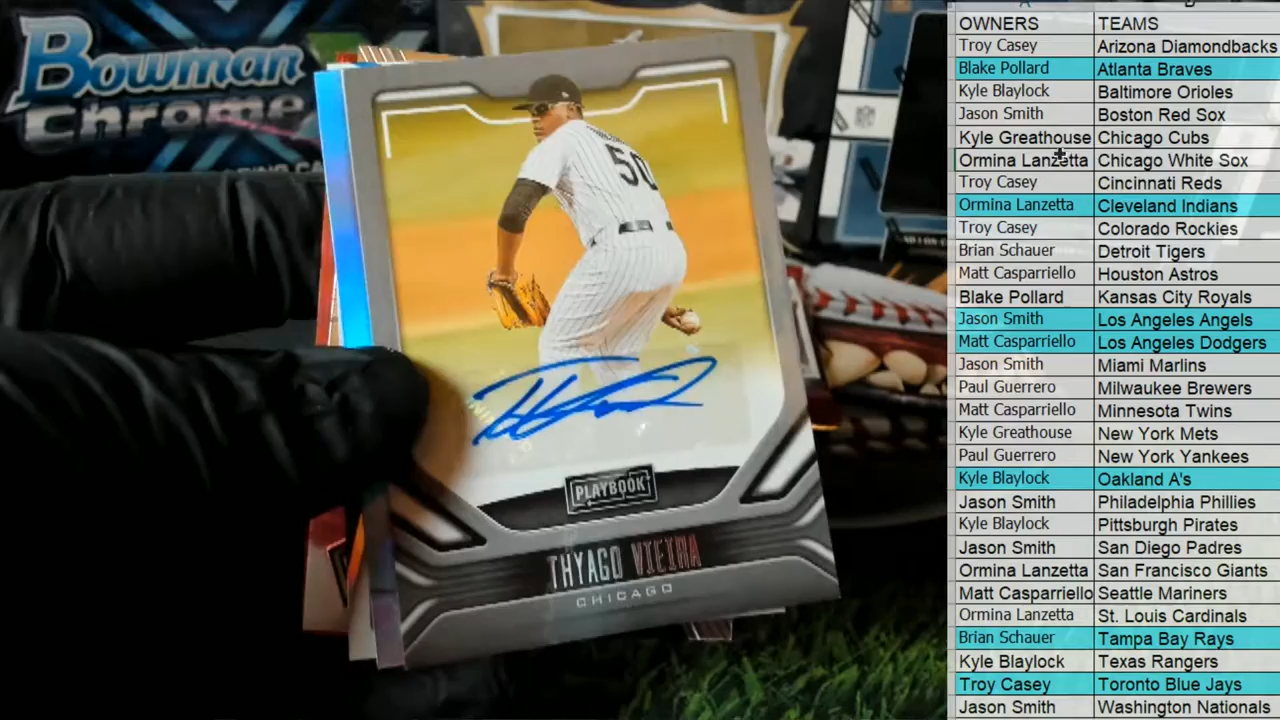 Bowman
Chrome
50
PLAYBOOK
THYAGO VIEIRA
CHICAGO
OWNERS TEAMS
Troy Casey Arizona Diamondbacks
Blake Pollard Atlanta Braves
Kyle Blaylock Baltimore Orioles
Jason Smith Boston Red Sox
Kyle Greathouse Chicago Cubs
Ormina Lanzetta Chicago White Sox
Troy Casey Cincinnati Reds
Ormina Lanzetta Cleveland Indians
Troy Casey Colorado Rockies
Brian Schauer Detroit Tigers
Matt Casparriello Houston Astros
Blake Pollard Kansas City Royals
Jason Smith Los Angeles Angels
Matt Casparriello Los Angeles Dodgers
Jason Smith Miami Marlins
Paul Guerrero Milwaukee Brewers
Matt Casparriello Minnesota Twins
Kyle Greathouse New York Mets
Paul Guerrero New York Yankees
Kyle Blaylock Oakland A's
Jason Smith Philadelphia Phillies
Kyle Blaylock Pittsburgh Pirates
Jason Smith San Diego Padres
Ormina Lanzetta San Francisco Giants
Matt Casparriello Seattle Mariners
Ormina Lanzetta St. Louis Cardinals
Brian Schauer Tampa Bay Rays
Kyle Blaylock Texas Rangers
Troy Casey Toronto Blue Jays
Jason Smith Washington Nationals